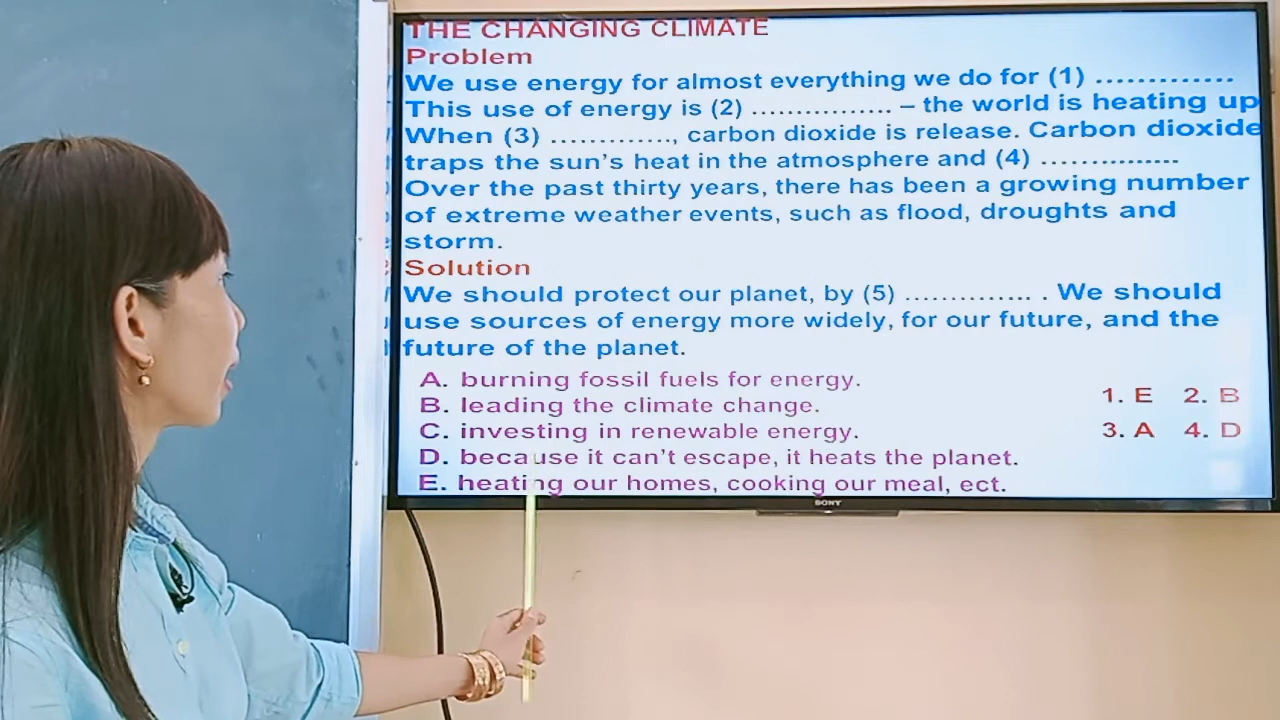 THE CHANGING CLIMATE
Problem
We use energy for almost everything we do for (1) .............
This use of energy is (2) ................ – the world is heating up
When (3) ............., carbon dioxide is release. Carbon dioxide
traps the sun's heat in the atmosphere and (4) ...............
Over the past thirty years, there has been a growing number
of extreme weather events, such as flood, droughts and
storm.
Solution
We should protect our planet, by (5) .............. . We should
use sources of energy more widely, for our future, and the
future of the planet.
A. burning fossil fuels for energy.
B. leading the climate change.
C. investing in renewable energy.
D. because it can't escape, it heats the planet.
E. heating our homes, cooking our meal, ect.
1. E 2. B
3. A 4. D
SONY